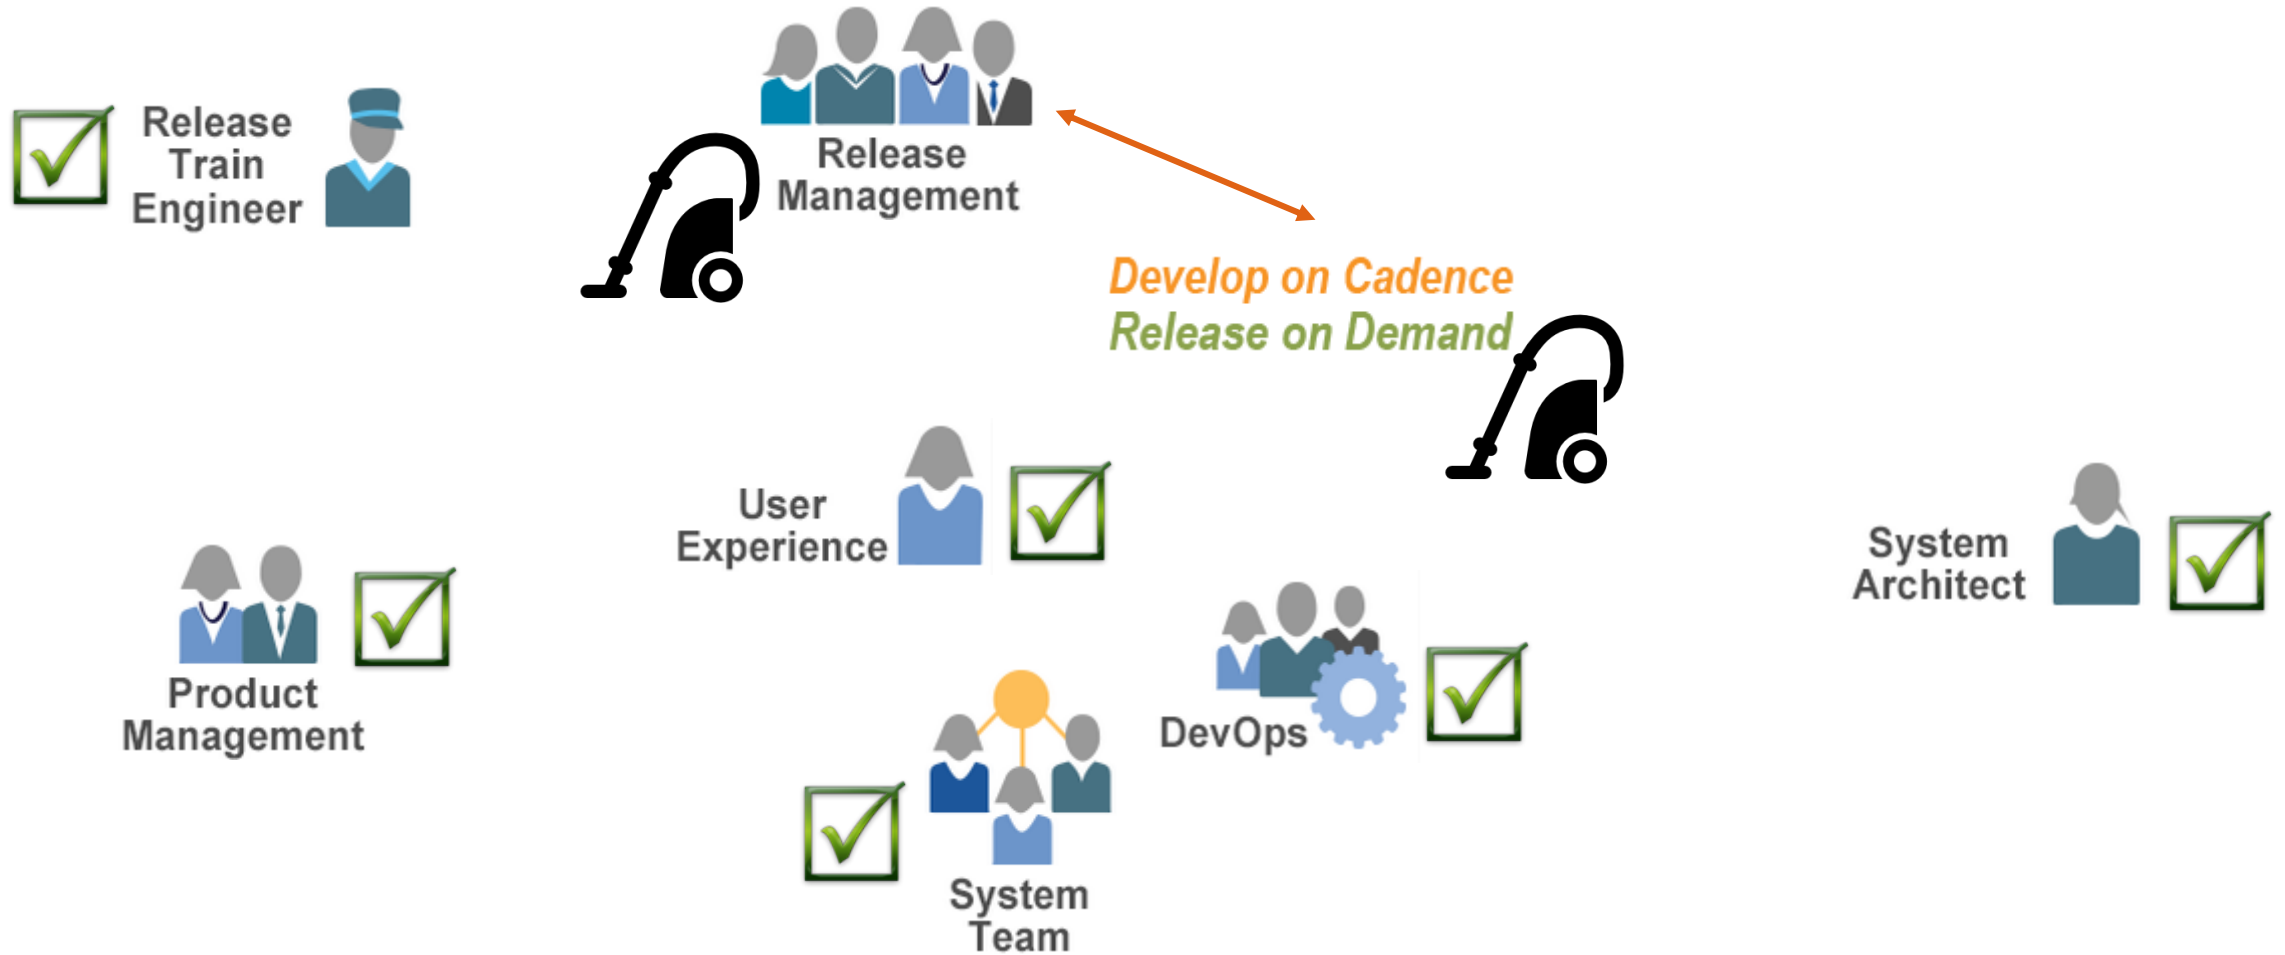 Release
Train
Engineer
Release
Management
Develop on Cadence
Release on Demand
User
Experience
System
Architect
Product
Management
DevOps
System
Team